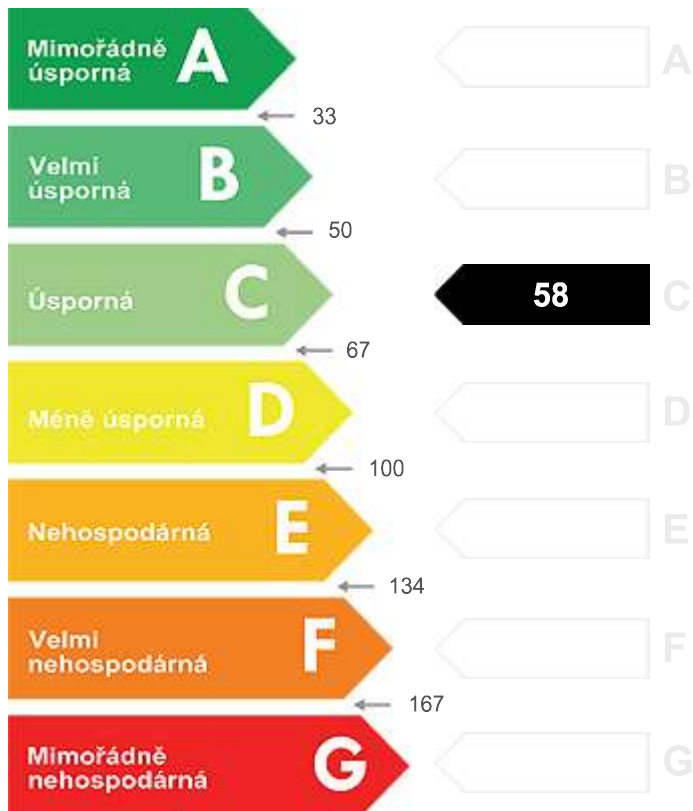 Mimořádně
úsporná
A
A
33
Velmi
úsporná
B
B
50
Úsporná
C
58
C
67
Méně úsporná
D
D
100
Nehospodárná
E
E
134
Velmi
nehospodárná
F
F
167
Mimořádně
nehospodárná
G
G